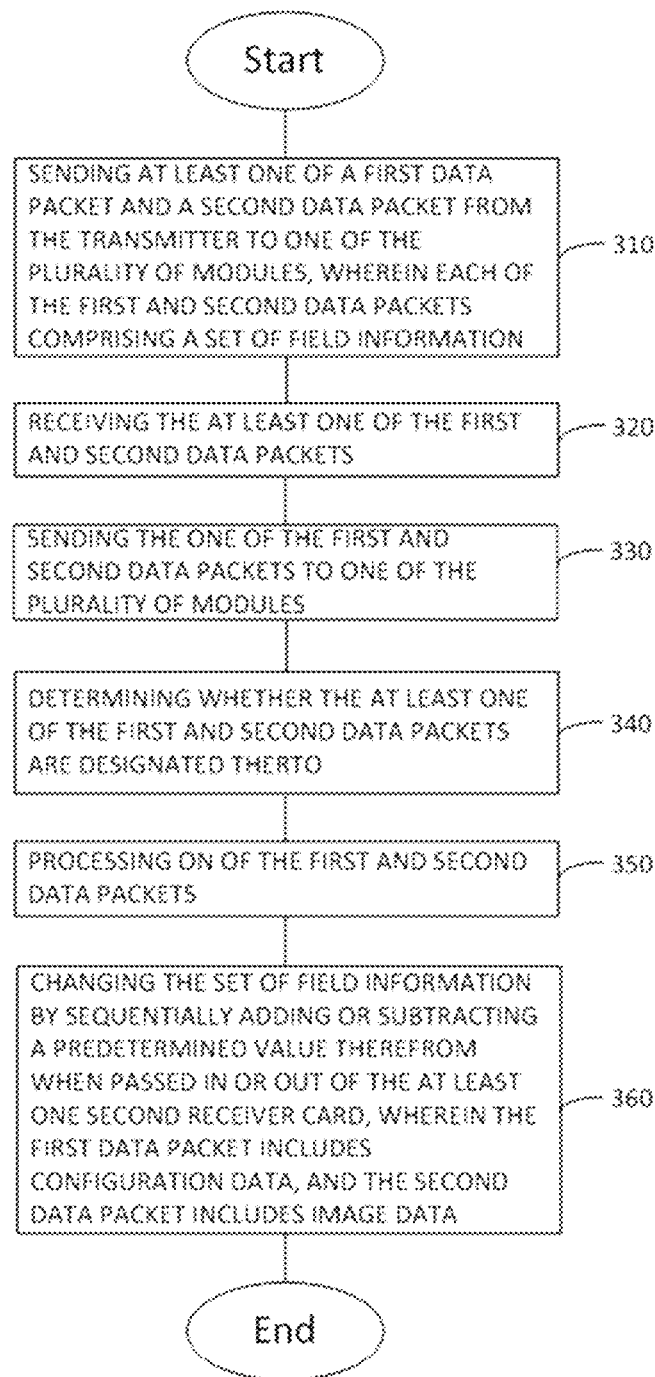 Start
SENDING AT LEAST ONE OF A FIRST DATA
PACKET AND A SECOND DATA PACKET FROM
THE TRANSMITTER TO ONE OF THE
PLURALITY OF MODULES, WHEREIN EACH OF
THE FIRST AND SECOND DATA PACKETS
COMPRISING A SET OF FIELD INFORMATION
310
RECEIVING THE AT LEAST ONE OF THE FIRST
AND SECOND DATA PACKETS
320
SENDING THE ONE OF THE FIRST AND
SECOND DATA PACKETS TO ONE OF THE
PLURALITY OF MODULES
330
DETERMINING WHETHER THE AT LEAST ONE
OF THE FIRST AND SECOND DATA PACKETS
ARE DESIGNATED THERTO
340
PROCESSING ON OF THE FIRST AND SECOND
DATA PACKETS
350
CHANGING THE SET OF FIELD INFORMATION
BY SEQUENTIALLY ADDING OR SUBTRACTING
A PREDETERMINED VALUE THEREFROM
WHEN PASSED IN OR OUT OF THE AT LEAST
ONE SECOND RECEIVER CARD, WHEREIN THE
FIRST DATA PACKET INCLUDES
CONFIGURATION DATA, AND THE SECOND
DATA PACKET INCLUDES IMAGE DATA
360
End